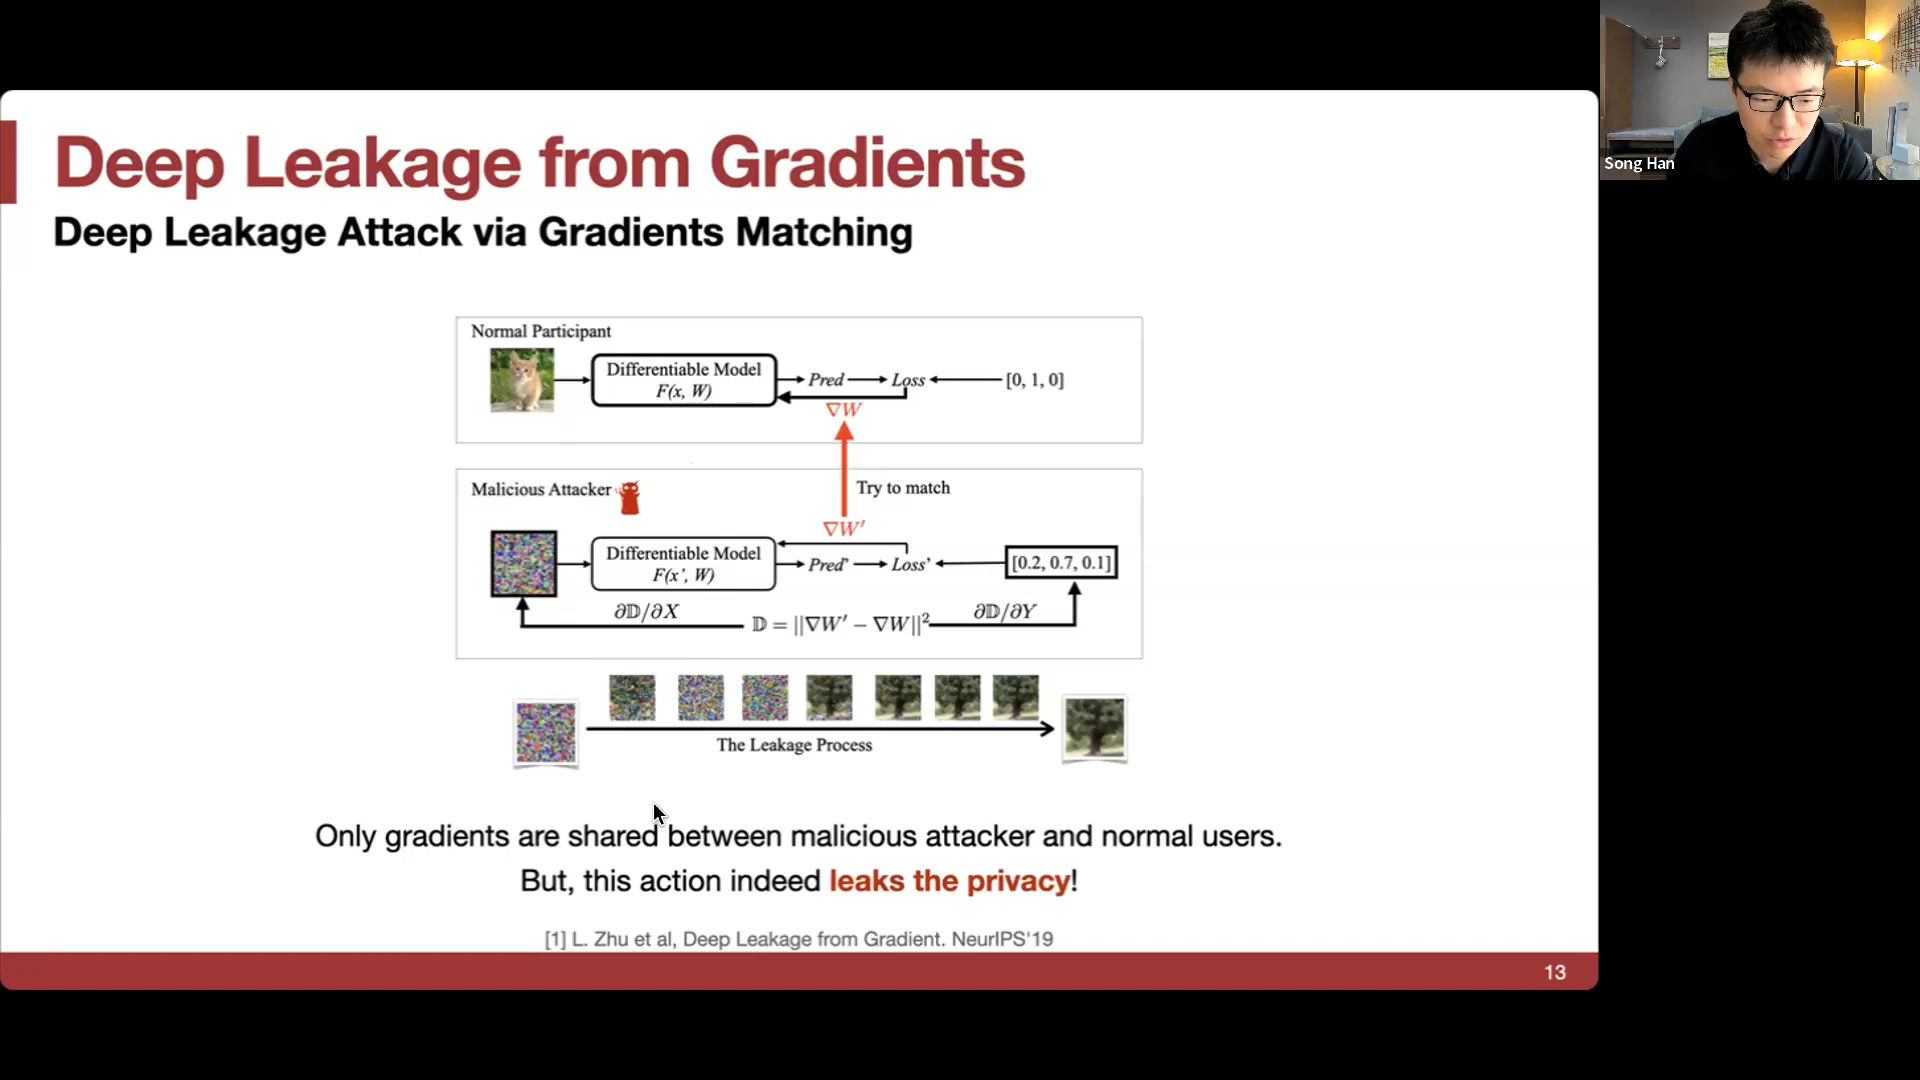 Song Han
Deep Leakage from Gradients
Deep Leakage Attack via Gradients Matching
Normal Participant
Differentiable Model
F(x, W)
Pred
Loss
[0, 1, 0]
∇W
Malicious Attacker
Try to match
∇W′
Differentiable Model
F(x’, W)
Pred’
Loss’
[0.2, 0.7, 0.1]
∂𝔻/∂X
𝔻 = ||∇W′ − ∇W||²
∂𝔻/∂Y
The Leakage Process
Only gradients are shared between malicious attacker and normal users.
But, this action indeed leaks the privacy!
[1] L. Zhu et al, Deep Leakage from Gradient. NeurIPS'19
13